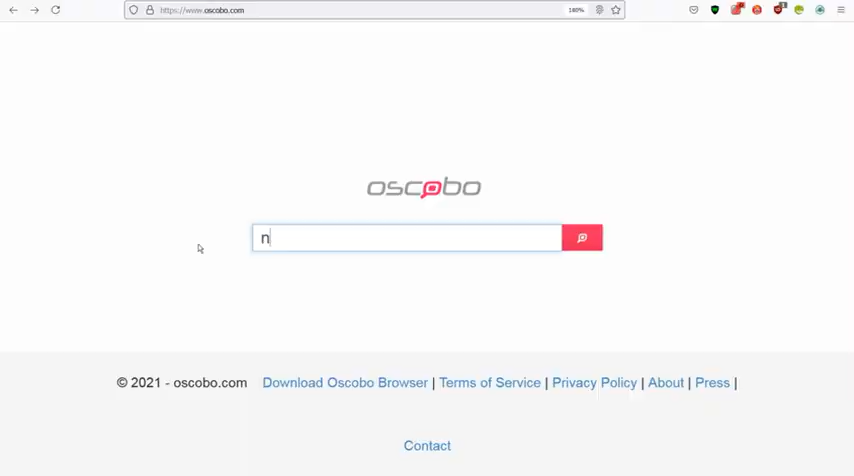 https://www.oscobo.com
180%
oscobo
n
© 2021 - oscobo.com Download Oscobo Browser | Terms of Service | Privacy Policy | About | Press |
Contact